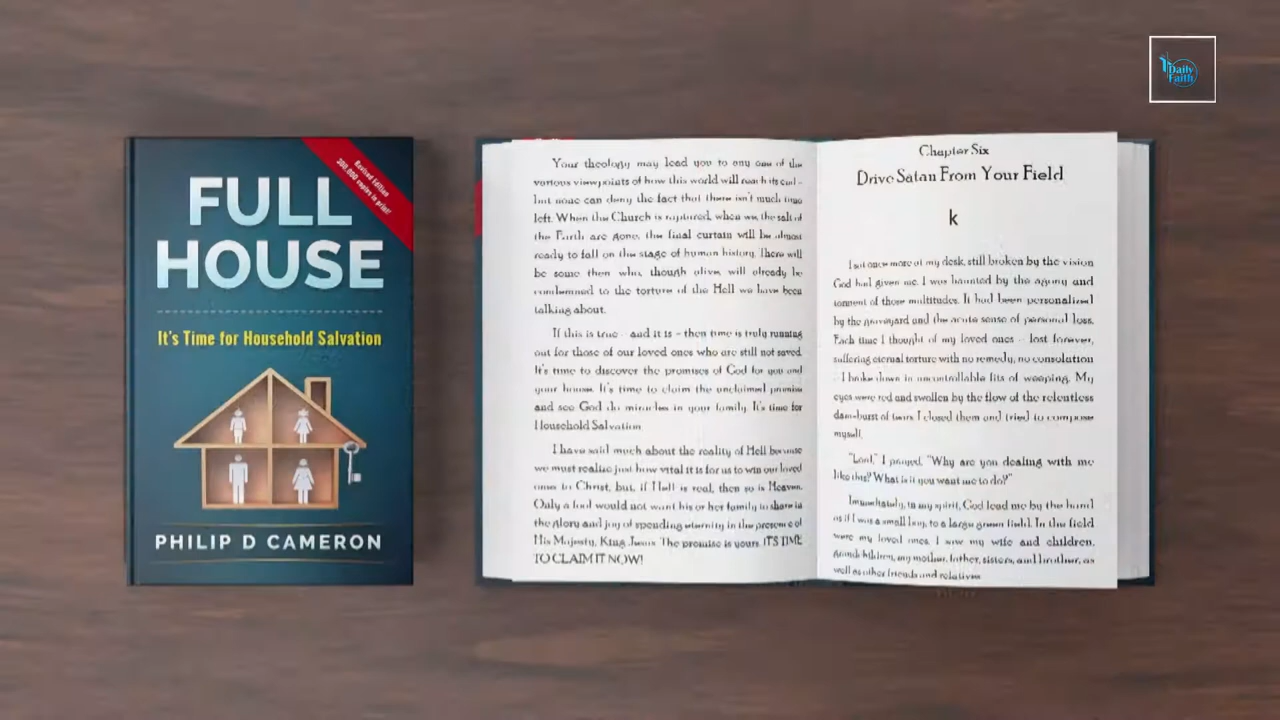 FULL
HOUSE
Revised Edition
300,000 copies in print!
It's Time for Household Salvation
PHILIP D CAMERON
Your theology may lead you to any one of the
various viewpoints of how this world will reach its end -
but none can deny the fact that there isn't much time
left. When the Church is raptured, when we, the salt of
the Earth are gone, the final curtain will be almost
ready to fall on the stage of human history. There will
be some then who, though alive, will already be
condemned to the torture of the Hell we have been
talking about.
If this is true - and it is - then time is truly running
out for those of our loved ones who are still not saved.
It's time to discover the promises of God for you and
your house. It's time to claim the unclaimed promise
and see God do miracles in your family. It's time for
Household Salvation
I have said much about the reality of Hell because
we must realize just how vital it is for us to win our loved
ones to Christ, but, if Hell is real, then so is Heaven.
Only a fool would not want his or her family to share in
the glory and joy of spending eternity in the presence of
His Majesty, King Jesus. The promise is yours. IT'S TIME
TO CLAIM IT NOW!
Chapter Six
Drive Satan From Your Field
k
I sat once more at my desk, still broken by the vision
God had given me. I was haunted by the agony and
torment of those multitudes. It had been personalized
by the graveyard and the acute sense of personal loss.
Each time I thought of my loved ones - lost forever,
suffering eternal torture with no remedy, no consolation
- I broke down in uncontrollable fits of weeping. My
eyes were red and swollen by the flow of the relentless
dam-burst of tears. I closed them and tried to compose
myself.
"Lord," I prayed, "Why are you dealing with me
like this? What is it you want me to do?"
Immediately, in my spirit, God lead me by the hand
as if I was a small boy, to a large green field. In the field
were my loved ones. I saw my wife and children,
grandchildren, my mother, father, sisters, and brother, as
well as other friends and relatives
Daily
Faith